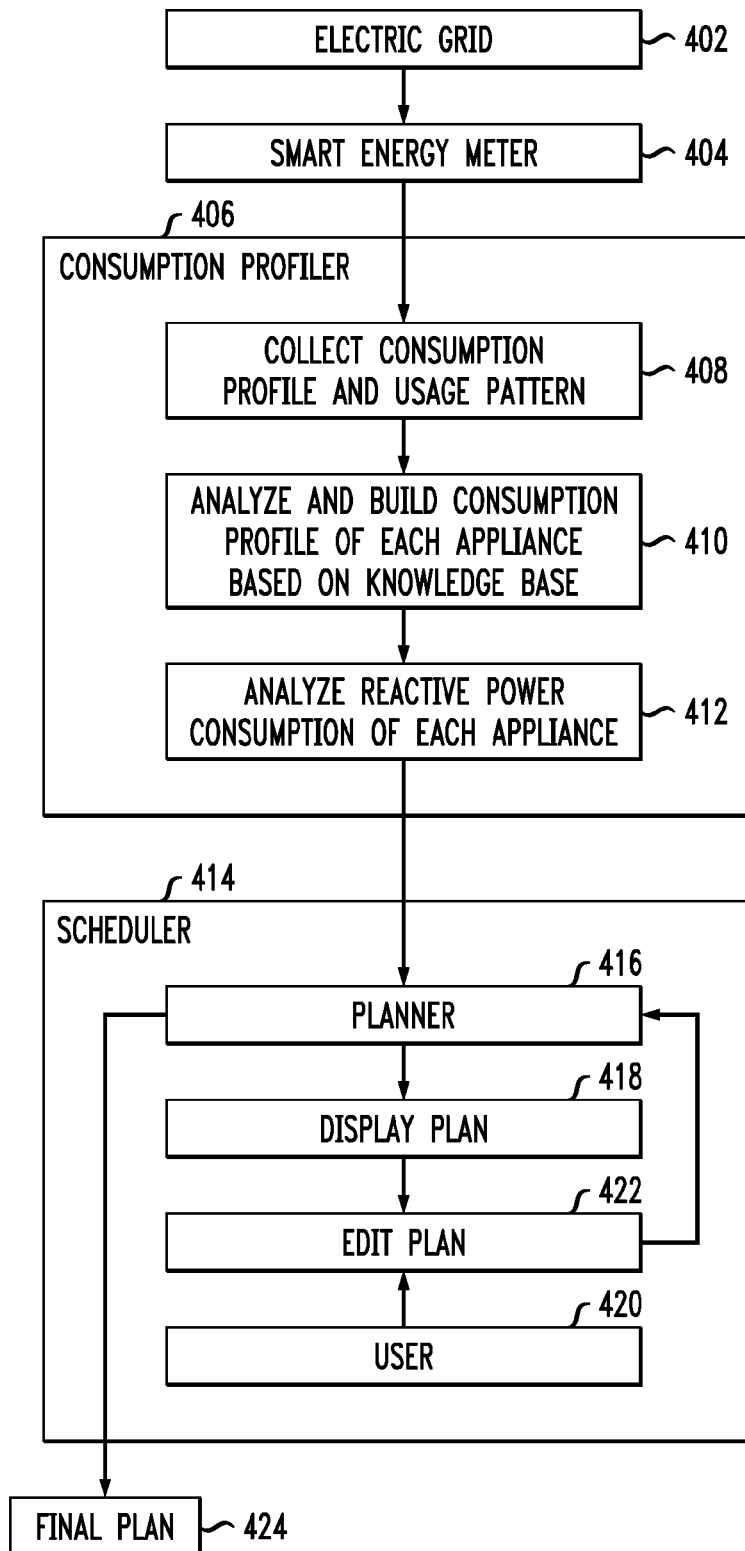 ELECTRIC GRID
402
SMART ENERGY METER
404
406
CONSUMPTION PROFILER
COLLECT CONSUMPTION
PROFILE AND USAGE PATTERN
408
ANALYZE AND BUILD CONSUMPTION
PROFILE OF EACH APPLIANCE
BASED ON KNOWLEDGE BASE
410
ANALYZE REACTIVE POWER
CONSUMPTION OF EACH APPLIANCE
412
414
SCHEDULER
416
PLANNER
418
DISPLAY PLAN
422
EDIT PLAN
420
USER
FINAL PLAN
424